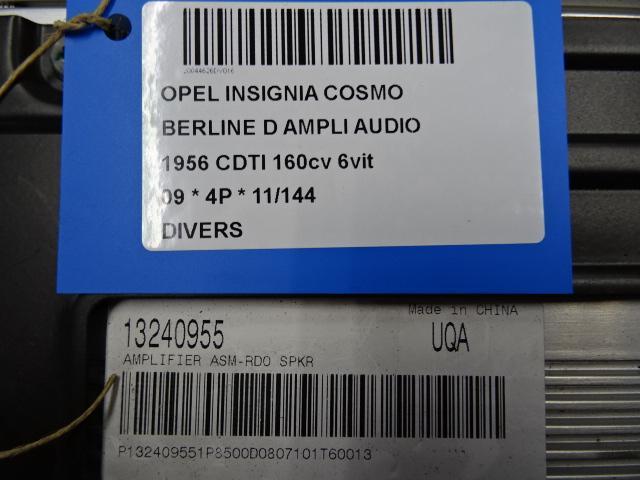 OPEL INSIGNIA COSMO
BERLINE D AMPLI AUDIO
1956 CDTI 160cv 6vit
09 * 4P * 11/144
DIVERS
Made in CHINA
13240955
UQA
AMPLIFIER ASM-RDO SPKR
P132409551P8500D0807101T60013